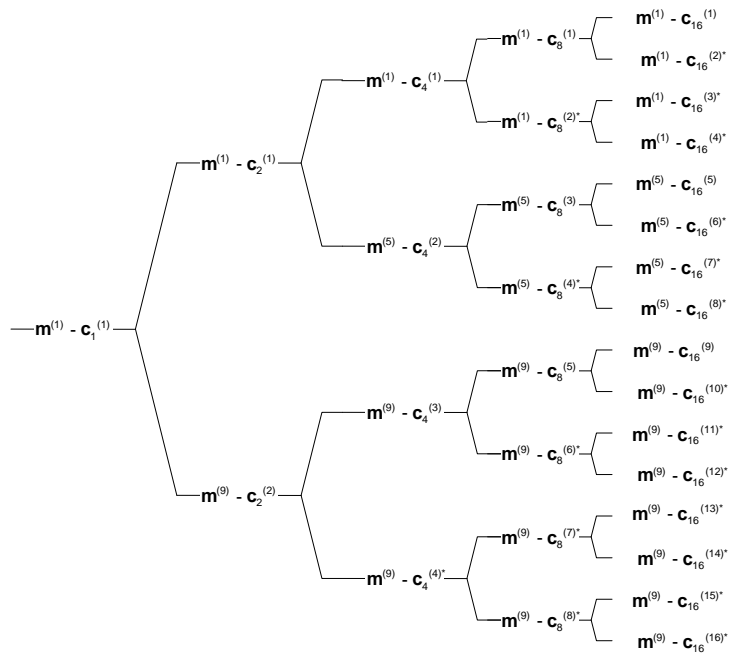 m(1) - c16(1)
m(1) - c8(1)
m(1) - c16(2)*
m(1) - c4(1)
m(1) - c16(3)*
m(1) - c8(2)*
m(1) - c16(4)*
m(1) - c2(1)
m(5) - c16(5)
m(5) - c8(3)
m(5) - c16(6)*
m(5) - c4(2)
m(5) - c16(7)*
m(5) - c8(4)*
m(5) - c16(8)*
m(1) - c1(1)
m(9) - c16(9)
m(9) - c8(5)
m(9) - c16(10)*
m(9) - c4(3)
m(9) - c16(11)*
m(9) - c8(6)*
m(9) - c16(12)*
m(9) - c2(2)
m(9) - c16(13)*
m(9) - c8(7)*
m(9) - c16(14)*
m(9) - c4(4)*
m(9) - c16(15)*
m(9) - c8(8)*
m(9) - c16(16)*